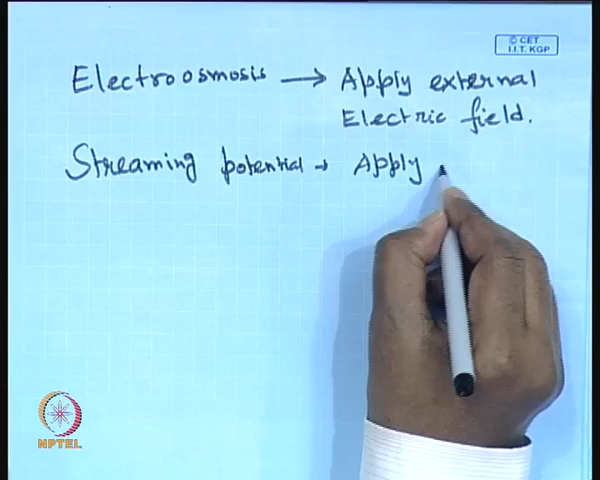 © CET
I.I.T. KGP
Electroosmosis → Apply external
Electric field.
Streaming potential → Apply
NPTEL